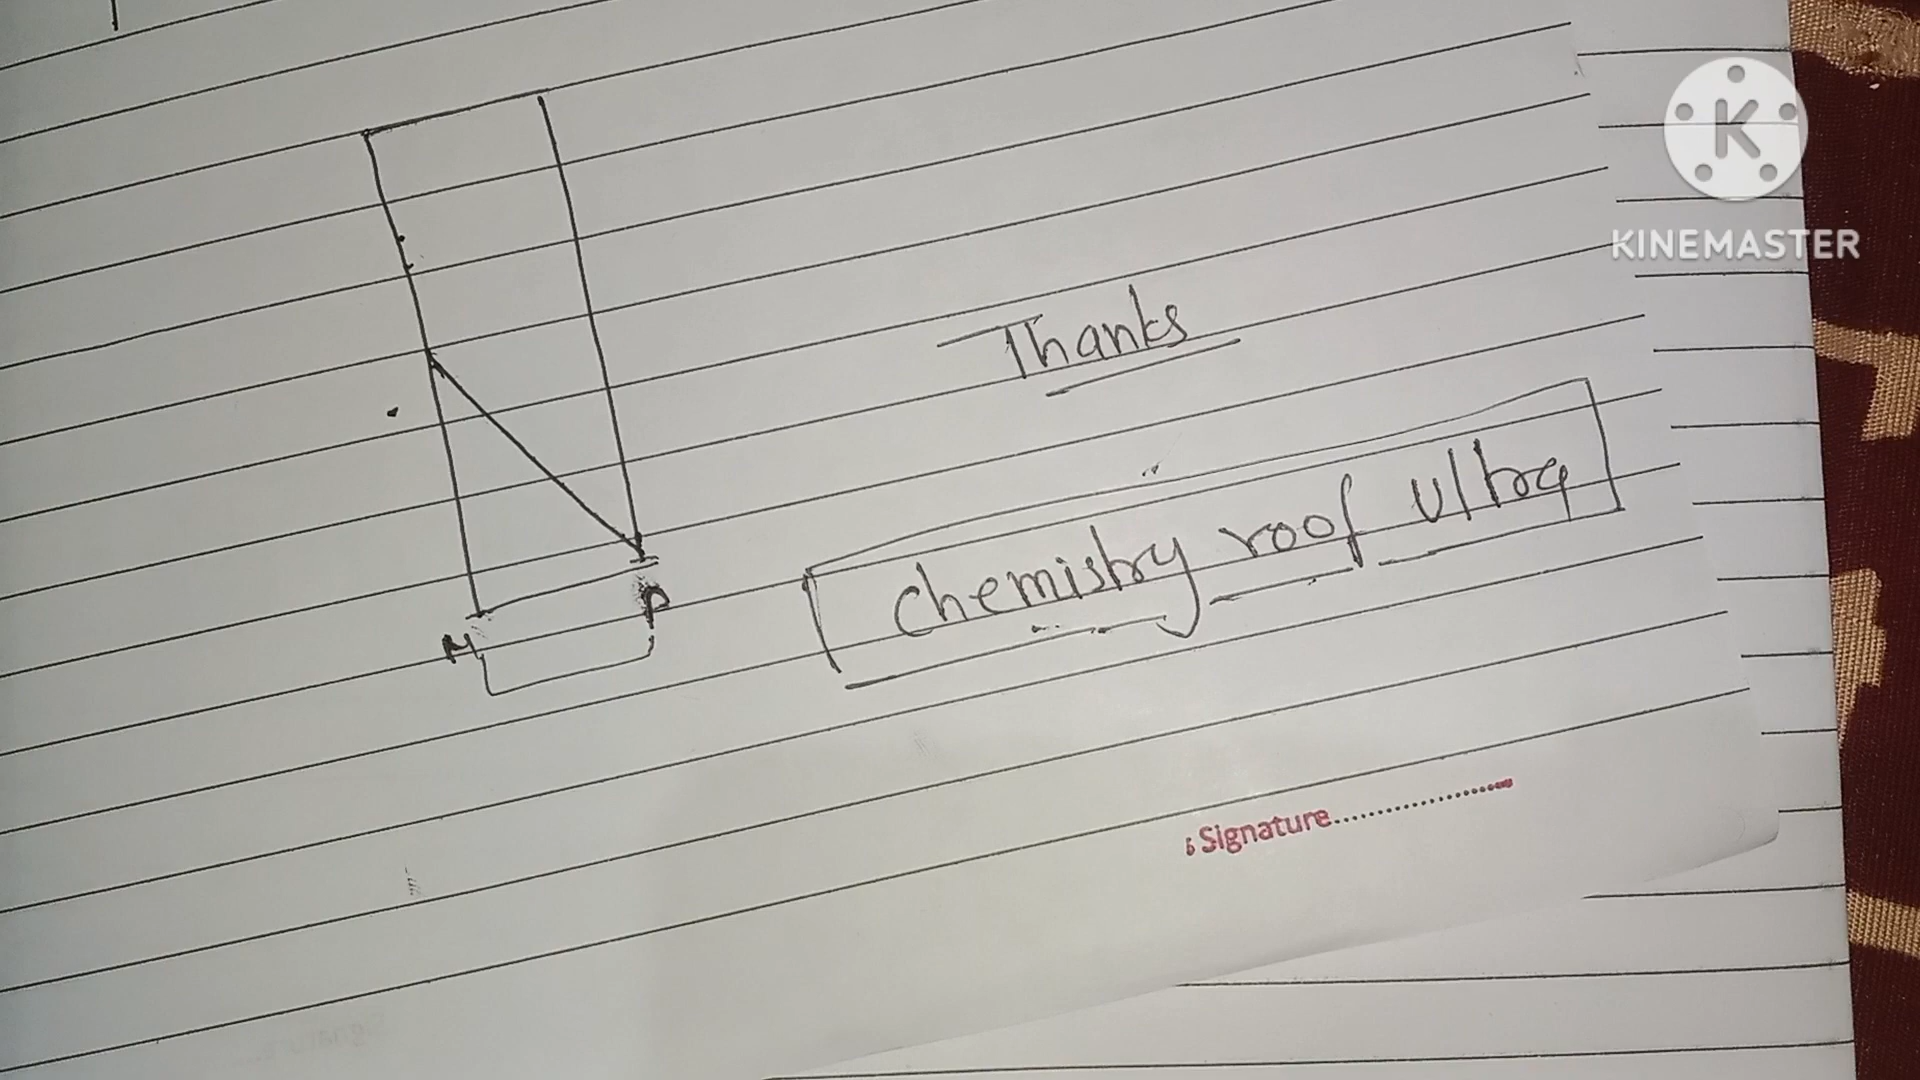 K
KINEMASTER
Thanks
Chemistry roof Ultra
M
P
Signature....................